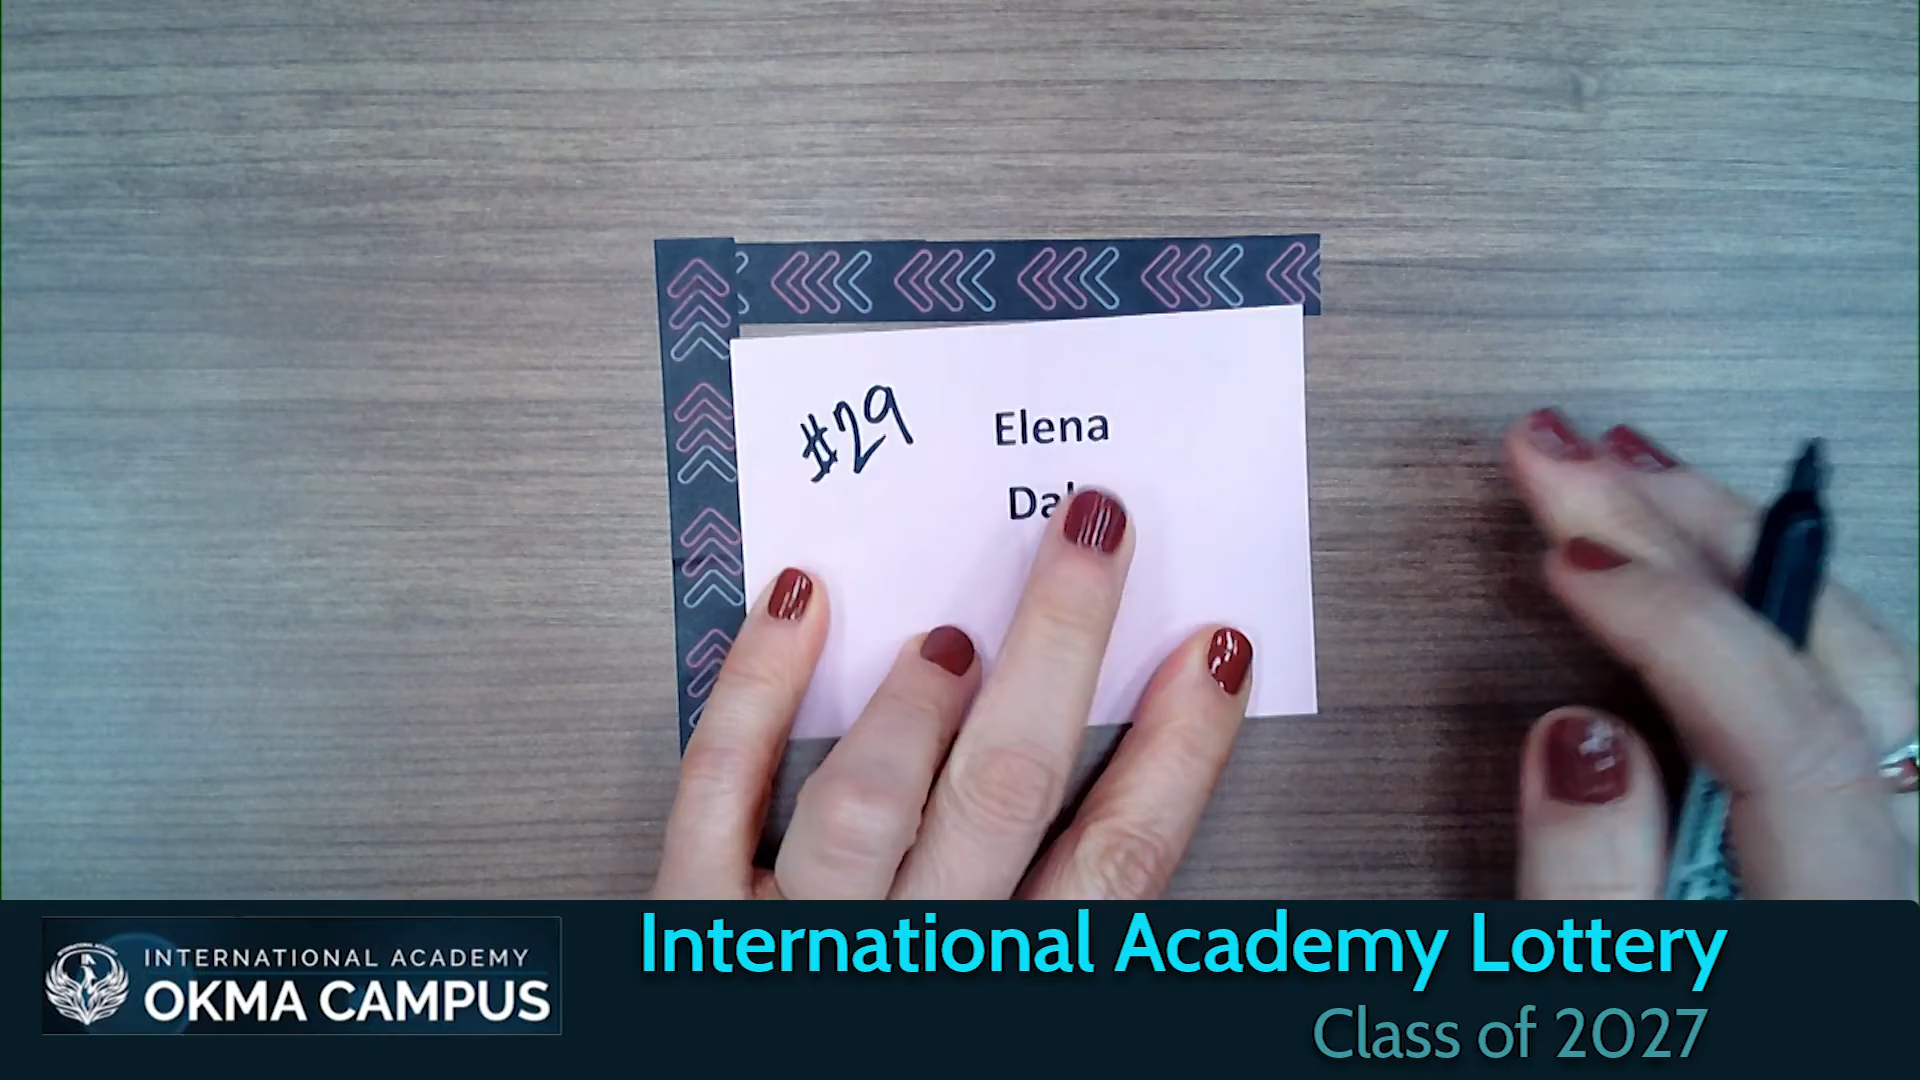 #29
Elena
INTERNATIONAL ACADEMY
OKMA CAMPUS
International Academy Lottery
Class of 2027